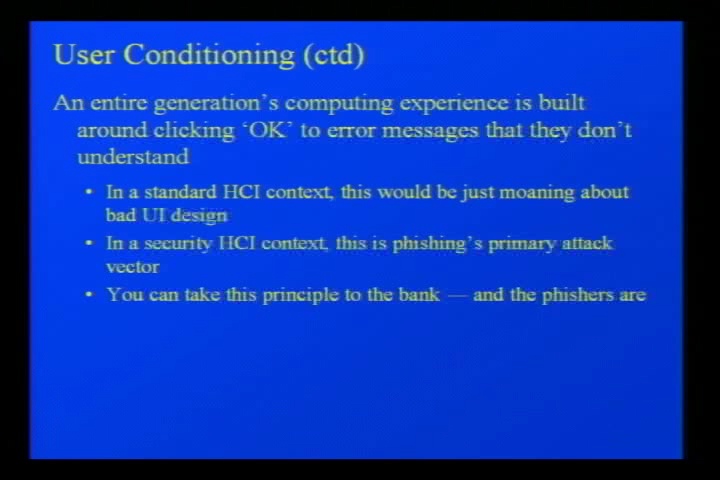 User Conditioning (ctd)
An entire generation's computing experience is built
around clicking ‘OK’ to error messages that they don't
understand
• In a standard HCI context, this would be just moaning about
bad UI design
• In a security HCI context, this is phishing's primary attack
vector
• You can take this principle to the bank — and the phishers are